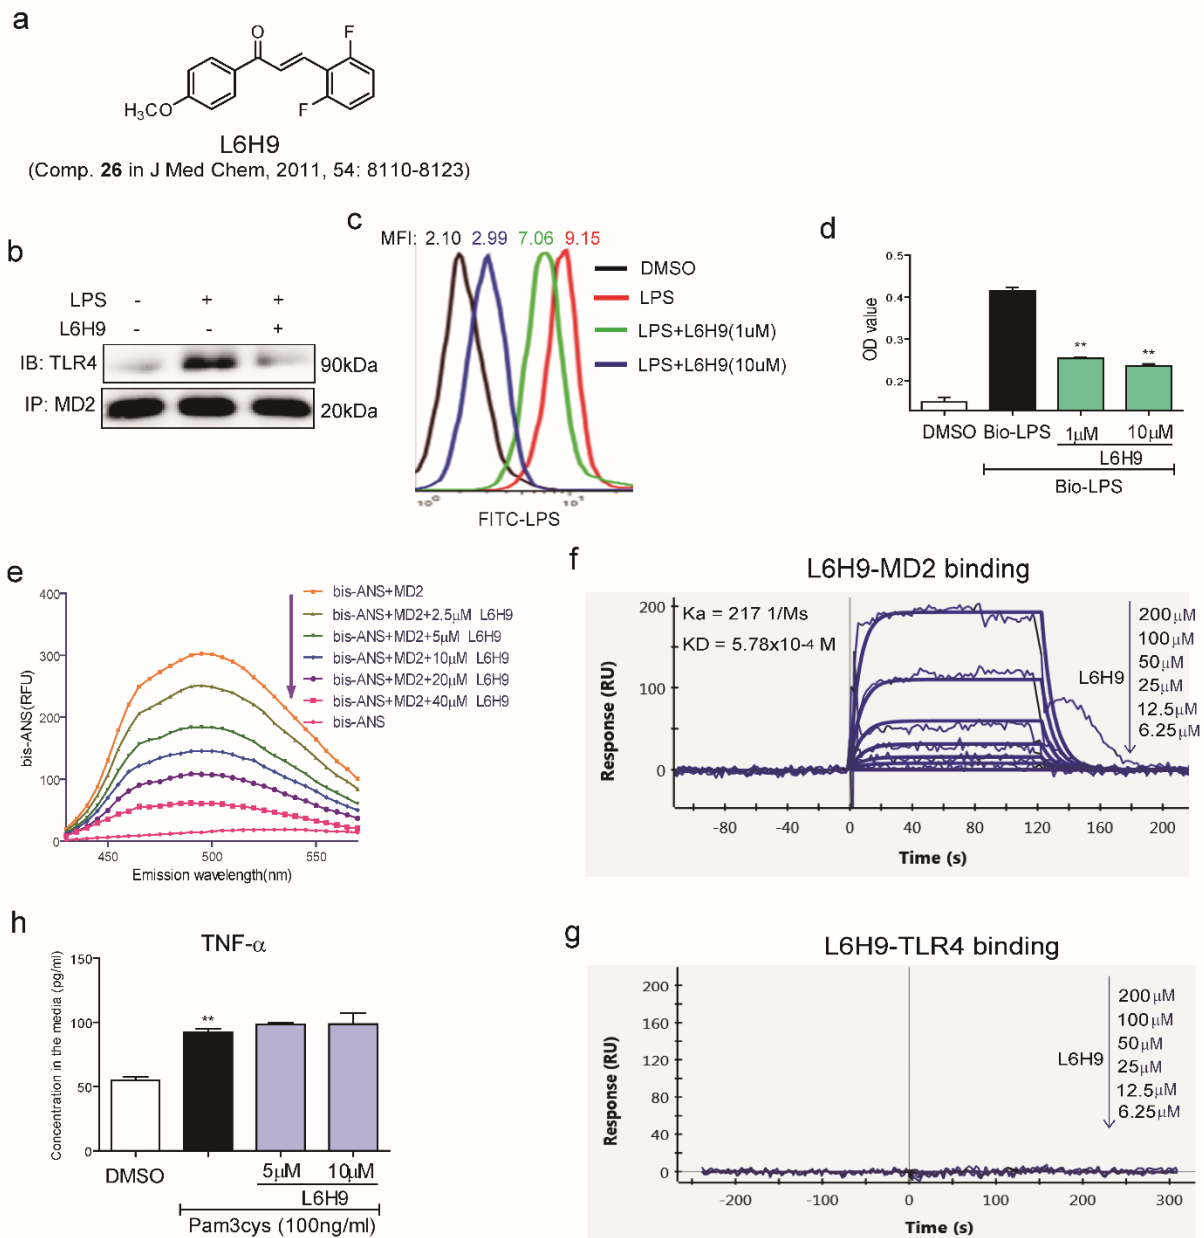 a
O
F
F
H3CO
L6H9
(Comp. 26 in J Med Chem, 2011, 54: 8110-8123)
b
LPS - + +
L6H9 - - +
IB: TLR4 90kDa
IP: MD2 20kDa
c
MFI: 2.10 2.99 7.06 9.15
DMSO
LPS
LPS+L6H9(1uM)
LPS+L6H9(10uM)
10^0 10^1
FITC-LPS
d
OD value
0.5
0.4
0.3
0.2
** **
DMSO Bio-LPS 1μM 10μM
L6H9
Bio-LPS
e
bis-ANS(RFU)
400
300
200
100
0
450 500 550
Emission wavelength(nm)
bis-ANS+MD2
bis-ANS+MD2+2.5μM L6H9
bis-ANS+MD2+5μM L6H9
bis-ANS+MD2+10μM L6H9
bis-ANS+MD2+20μM L6H9
bis-ANS+MD2+40μM L6H9
bis-ANS
f
L6H9-MD2 binding
Ka = 217 1/Ms
KD = 5.78x10-4 M
Response (RU)
200
100
0
-80 -40 0 40 80 120 160 200
Time (s)
L6H9
200μM
100μM
50μM
25μM
12.5μM
6.25μM
h
TNF-α
Concentration in the media (pg/ml)
150
100
50
0
**
DMSO 5μM 10μM
L6H9
Pam3cys (100ng/ml)
g
L6H9-TLR4 binding
Response (RU)
200
160
120
80
40
0
-200 -100 0 100 200 300
Time (s)
L6H9
200μM
100μM
50μM
25μM
12.5μM
6.25μM